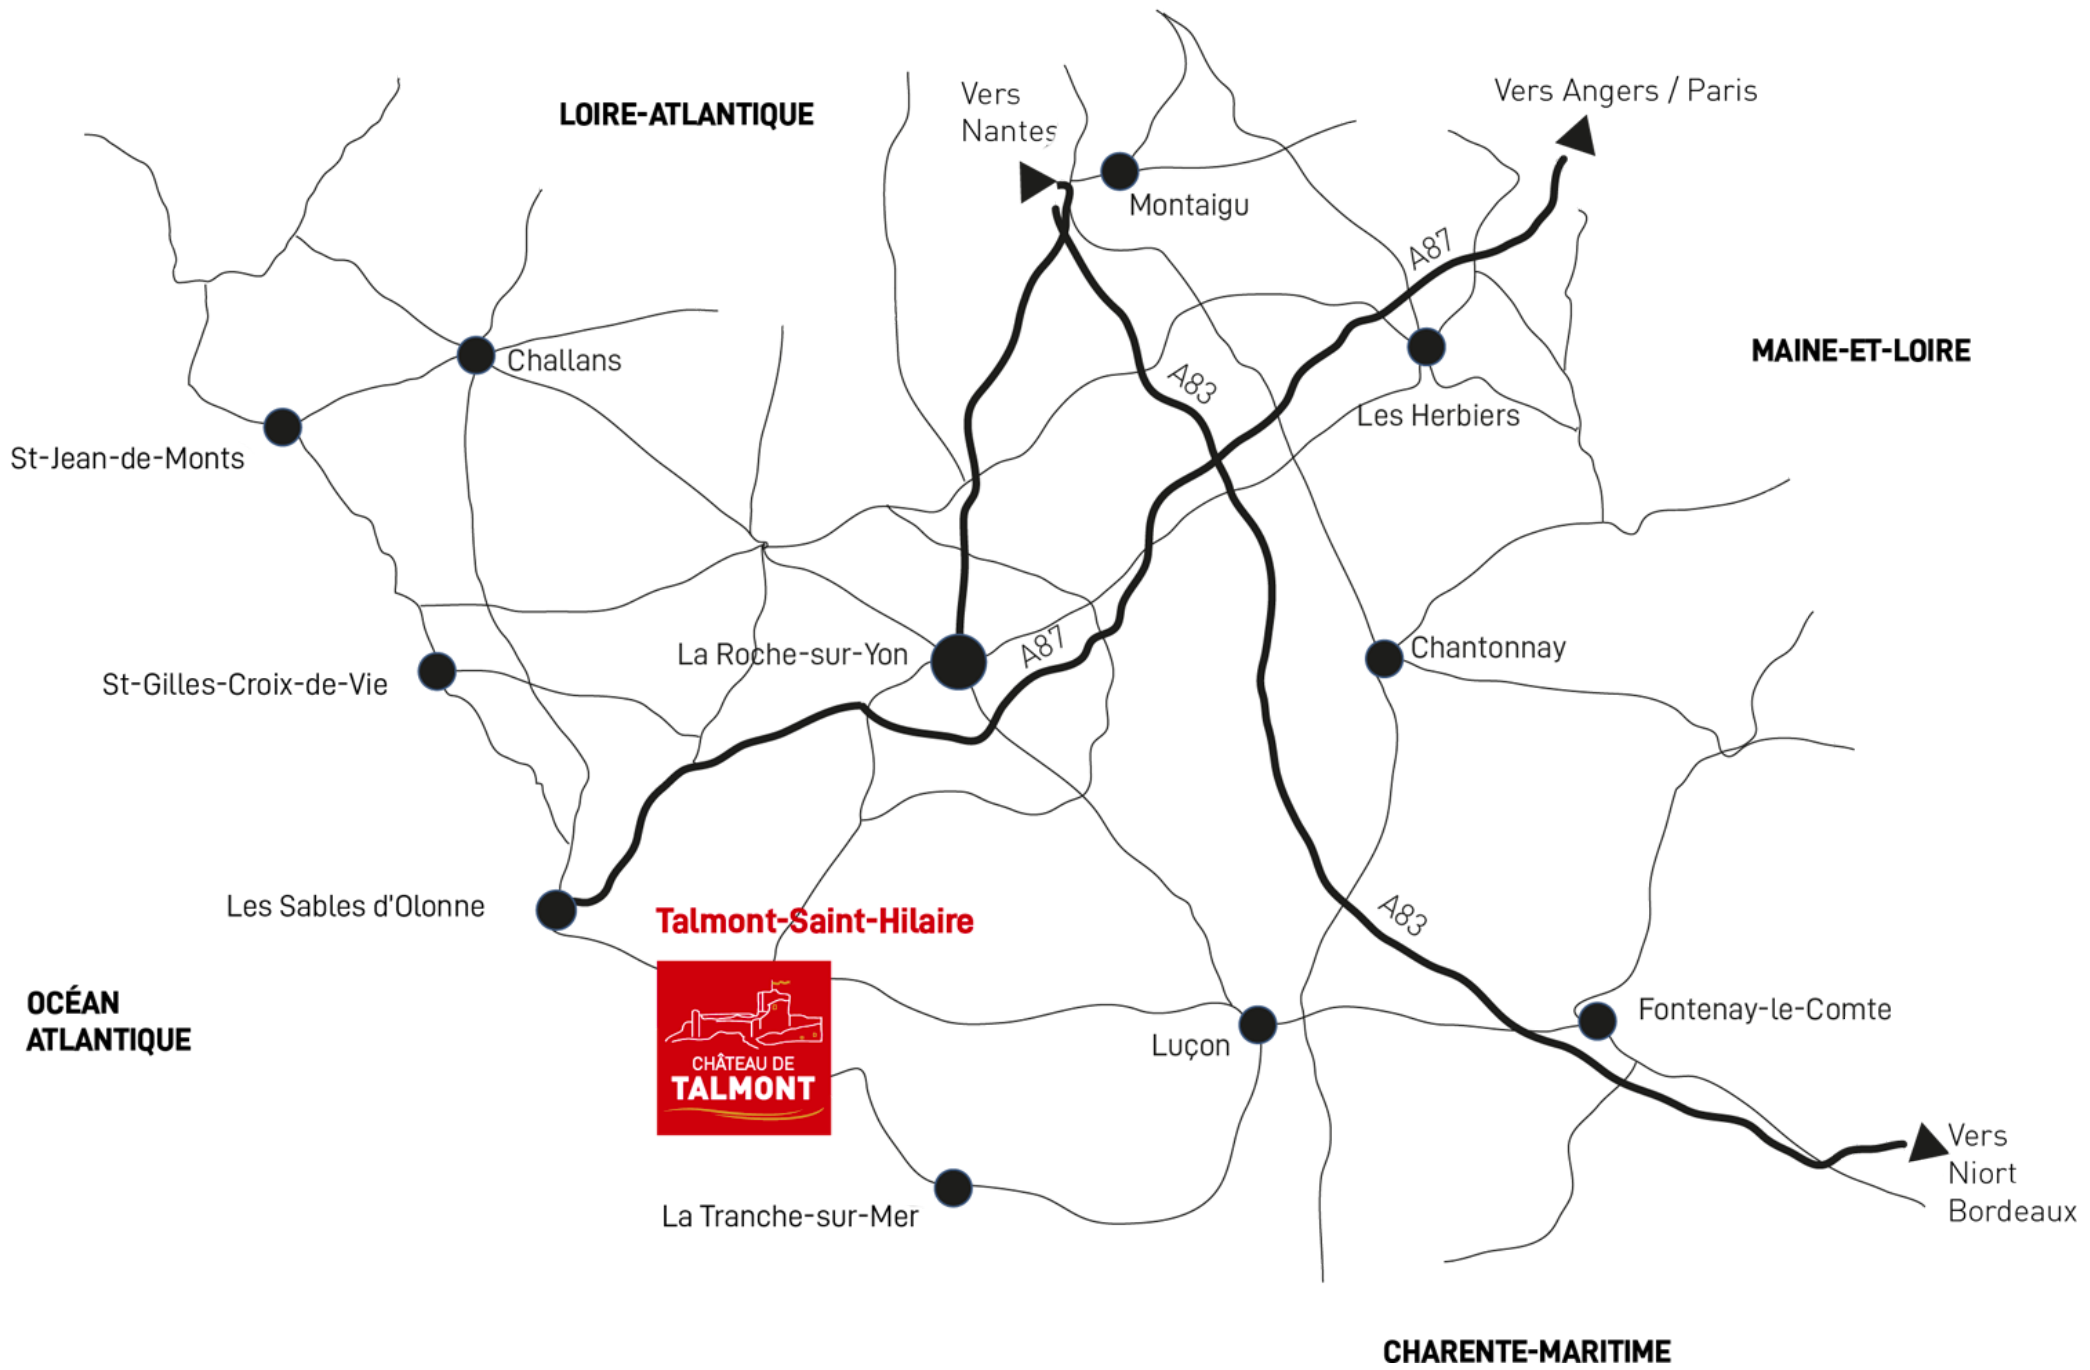 Vers Angers / Paris
LOIRE-ATLANTIQUE
Vers
Nantes
Montaigu
A87
MAINE-ET-LOIRE
Challans
A83
Les Herbiers
St-Jean-de-Monts
La Roche-sur-Yon
A87
Chantonnay
St-Gilles-Croix-de-Vie
Les Sables d'Olonne
Talmont-Saint-Hilaire
A83
OCÉAN
ATLANTIQUE
Fontenay-le-Comte
Luçon
CHÂTEAU DE
TALMONT
Vers
Niort
Bordeaux
La Tranche-sur-Mer
CHARENTE-MARITIME